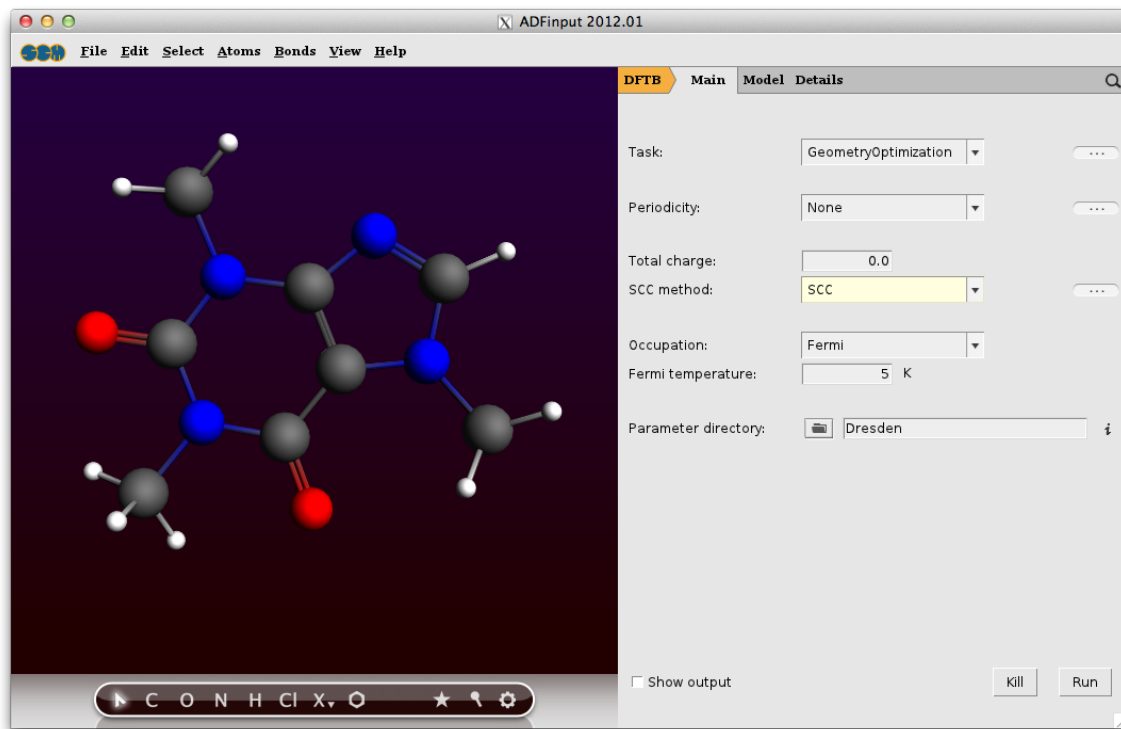 X ADFinput 2012.01
SCM File Edit Select Atoms Bonds View Help
DFTB Main Model Details
Task: GeometryOptimization ...
Periodicity: None ...
Total charge: 0.0
SCC method: SCC ...
Occupation: Fermi
Fermi temperature: 5 K
Parameter directory: Dresden i
Show output Kill Run
C O N H Cl X